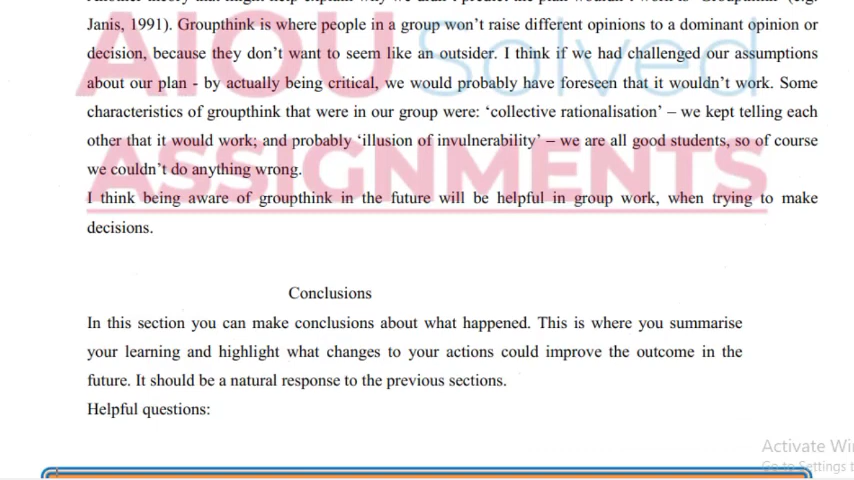 Janis, 1991). Groupthink is where people in a group won't raise different opinions to a dominant opinion or
decision, because they don't want to seem like an outsider. I think if we had challenged our assumptions
about our plan - by actually being critical, we would probably have foreseen that it wouldn't work. Some
characteristics of groupthink that were in our group were: 'collective rationalisation' – we kept telling each
other that it would work; and probably 'illusion of invulnerability' – we are all good students, so of course
we couldn't do anything wrong.
I think being aware of groupthink in the future will be helpful in group work, when trying to make
decisions.
AIOU Solved
ASSIGNMENTS
Conclusions
In this section you can make conclusions about what happened. This is where you summarise
your learning and highlight what changes to your actions could improve the outcome in the
future. It should be a natural response to the previous sections.
Helpful questions:
Activate Win
Go to Settings t